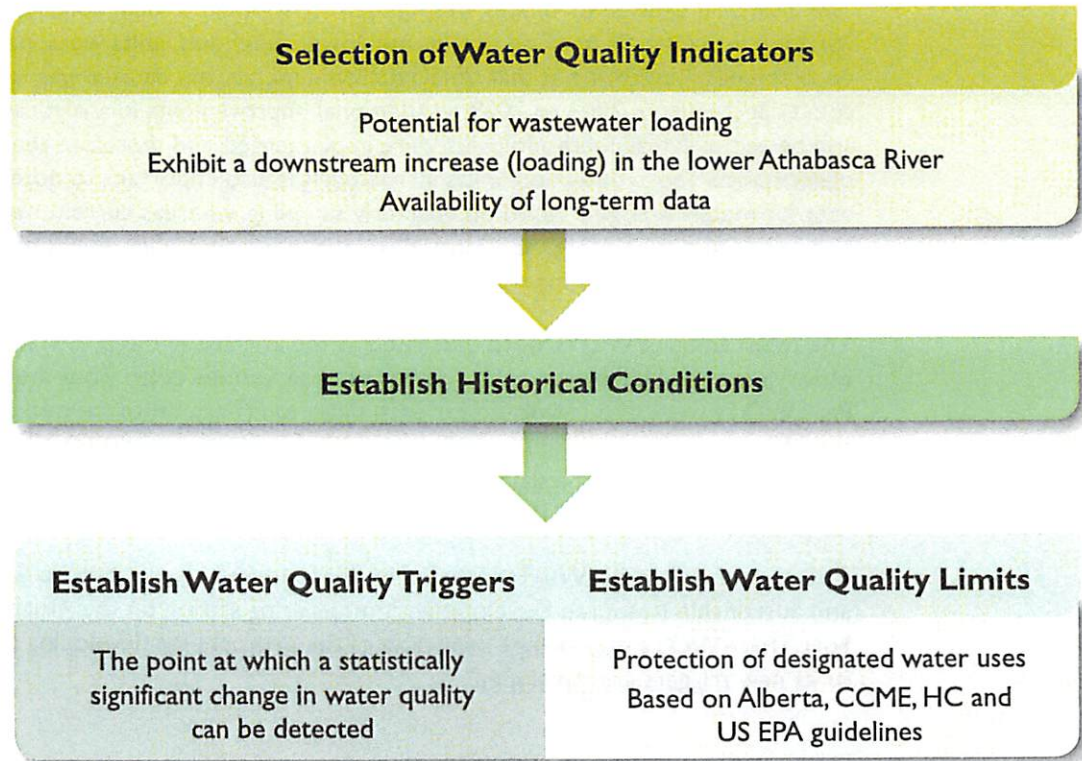 Selection of Water Quality Indicators
Potential for wastewater loading
Exhibit a downstream increase (loading) in the lower Athabasca River
Availability of long-term data
Establish Historical Conditions
Establish Water Quality Triggers
The point at which a statistically
significant change in water quality
can be detected
Establish Water Quality Limits
Protection of designated water uses
Based on Alberta, CCME, HC and
US EPA guidelines